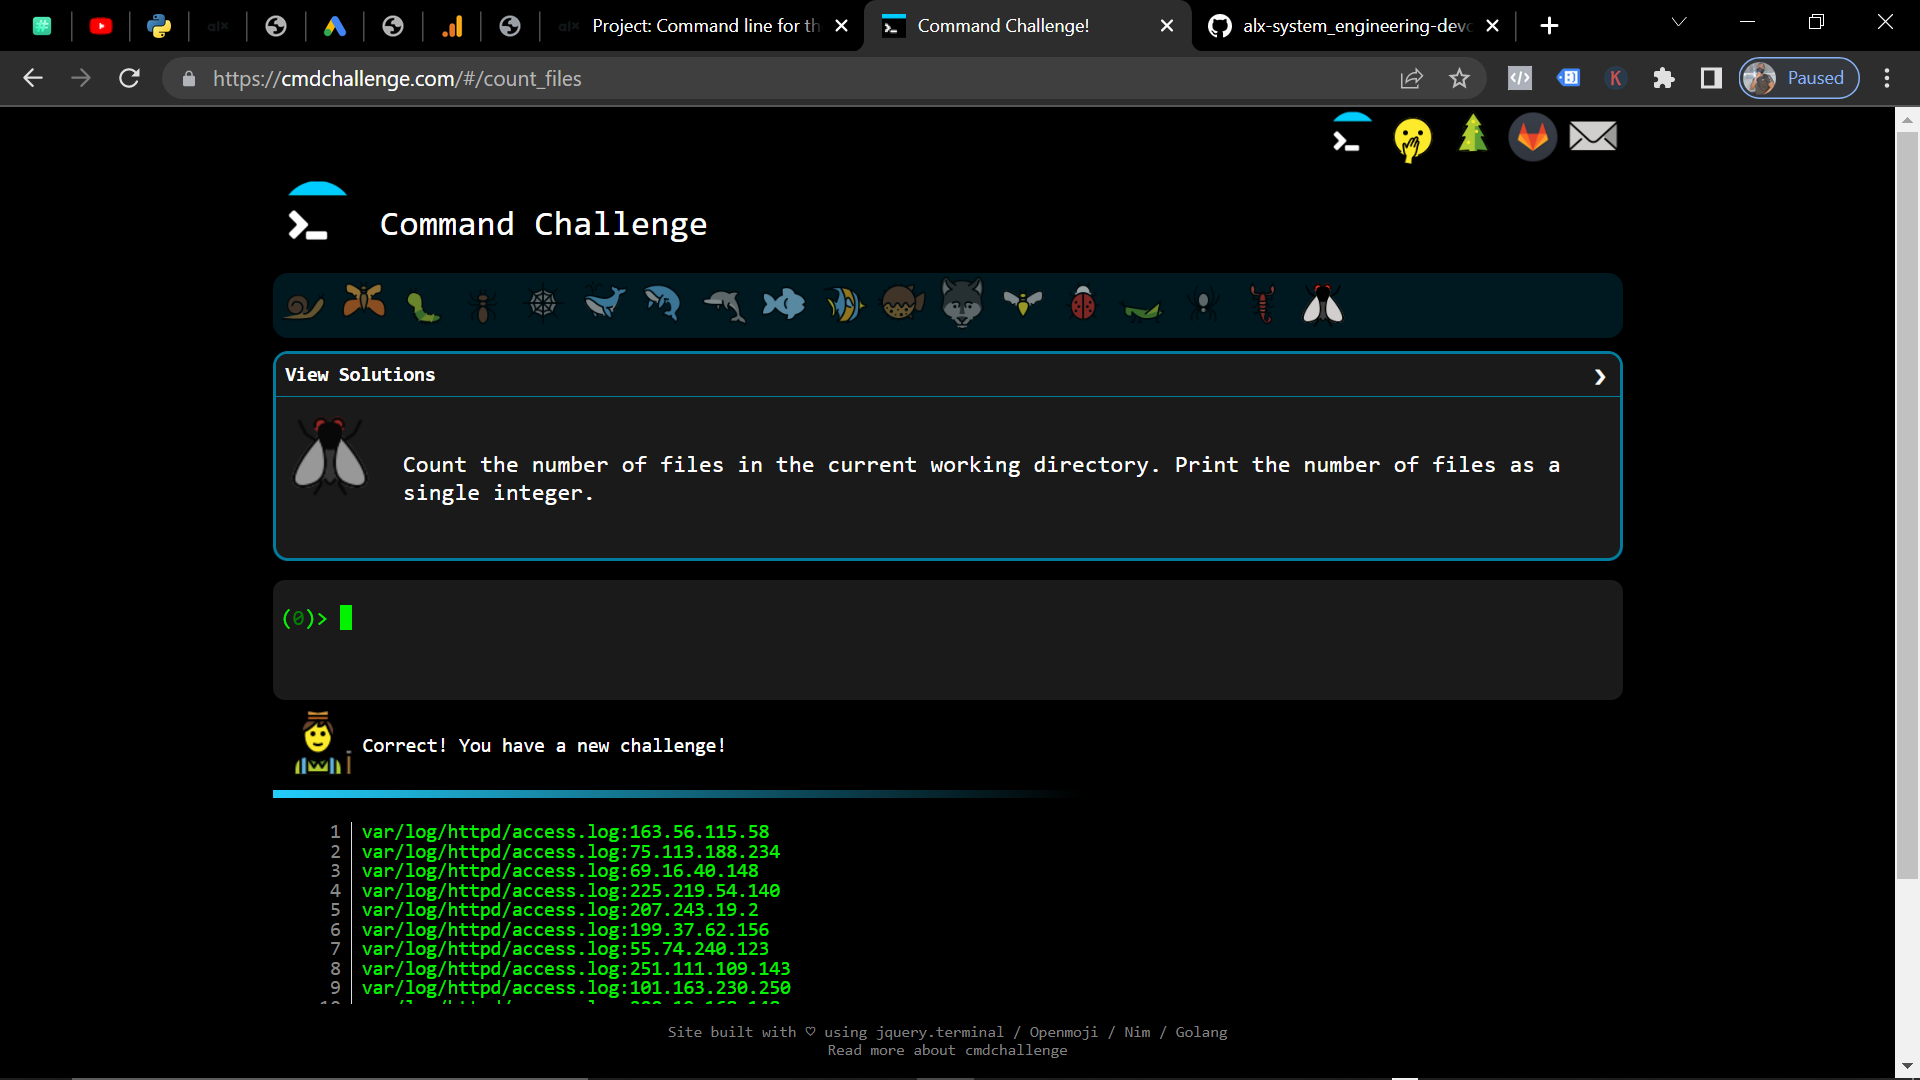 Project: Command line for th
Command Challenge!
alx-system_engineering-devo
https://cmdchallenge.com/#/count_files
Paused
Command Challenge
View Solutions
Count the number of files in the current working directory. Print the number of files as a
single integer.
(0)>
Correct! You have a new challenge!
1 var/log/httpd/access.log:163.56.115.58
2 var/log/httpd/access.log:75.113.188.234
3 var/log/httpd/access.log:69.16.40.148
4 var/log/httpd/access.log:225.219.54.140
5 var/log/httpd/access.log:207.243.19.2
6 var/log/httpd/access.log:199.37.62.156
7 var/log/httpd/access.log:55.74.240.123
8 var/log/httpd/access.log:251.111.109.143
9 var/log/httpd/access.log:101.163.230.250
Site built with ♡ using jquery.terminal / Openmoji / Nim / Golang
Read more about cmdchallenge